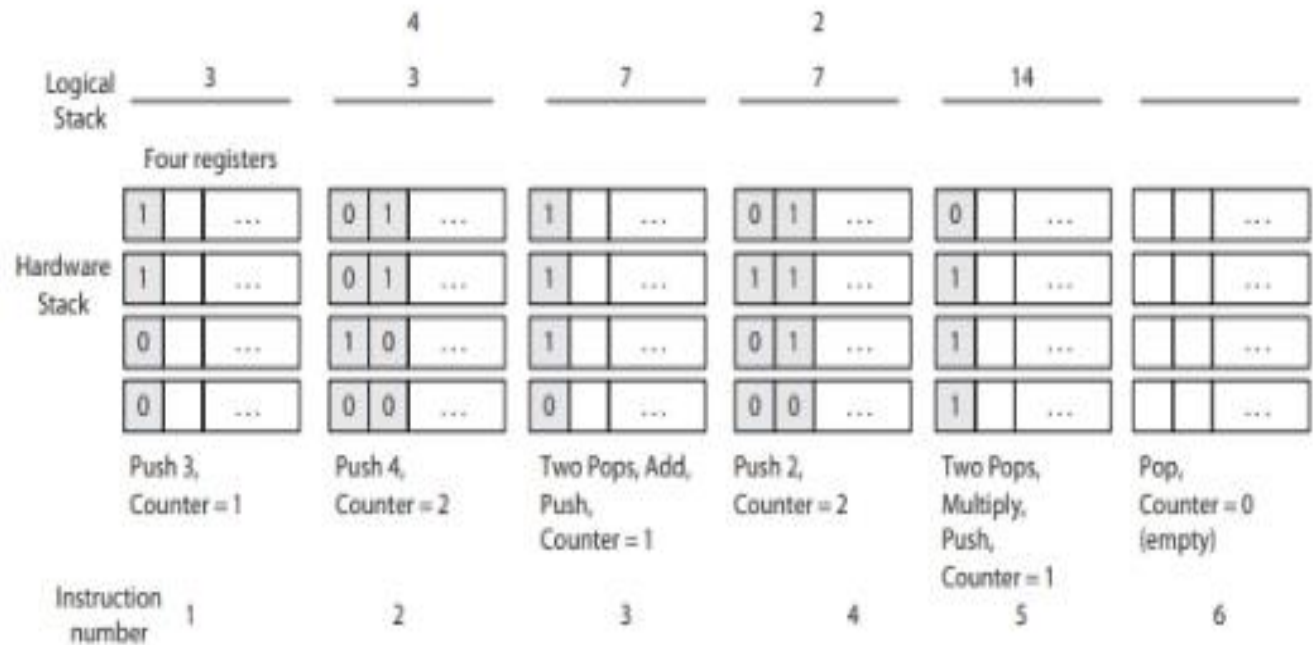 4 2
Logical Stack 3 3 7 7 14
Four registers
1 ... 0 1 ... 1 ... 0 1 ... 0 ... ...
Hardware Stack
1 ... 0 1 ... 1 ... 1 1 ... 1 ... ...
0 ... 1 0 ... 1 ... 0 1 ... 1 ... ...
0 ... 0 0 ... 0 ... 0 0 ... 1 ... ...
Push 3,
Counter = 1
Push 4,
Counter = 2
Two Pops, Add,
Push,
Counter = 1
Push 2,
Counter = 2
Two Pops,
Multiply,
Push,
Counter = 1
Pop,
Counter = 0
(empty)
Instruction
number 1 2 3 4 5 6